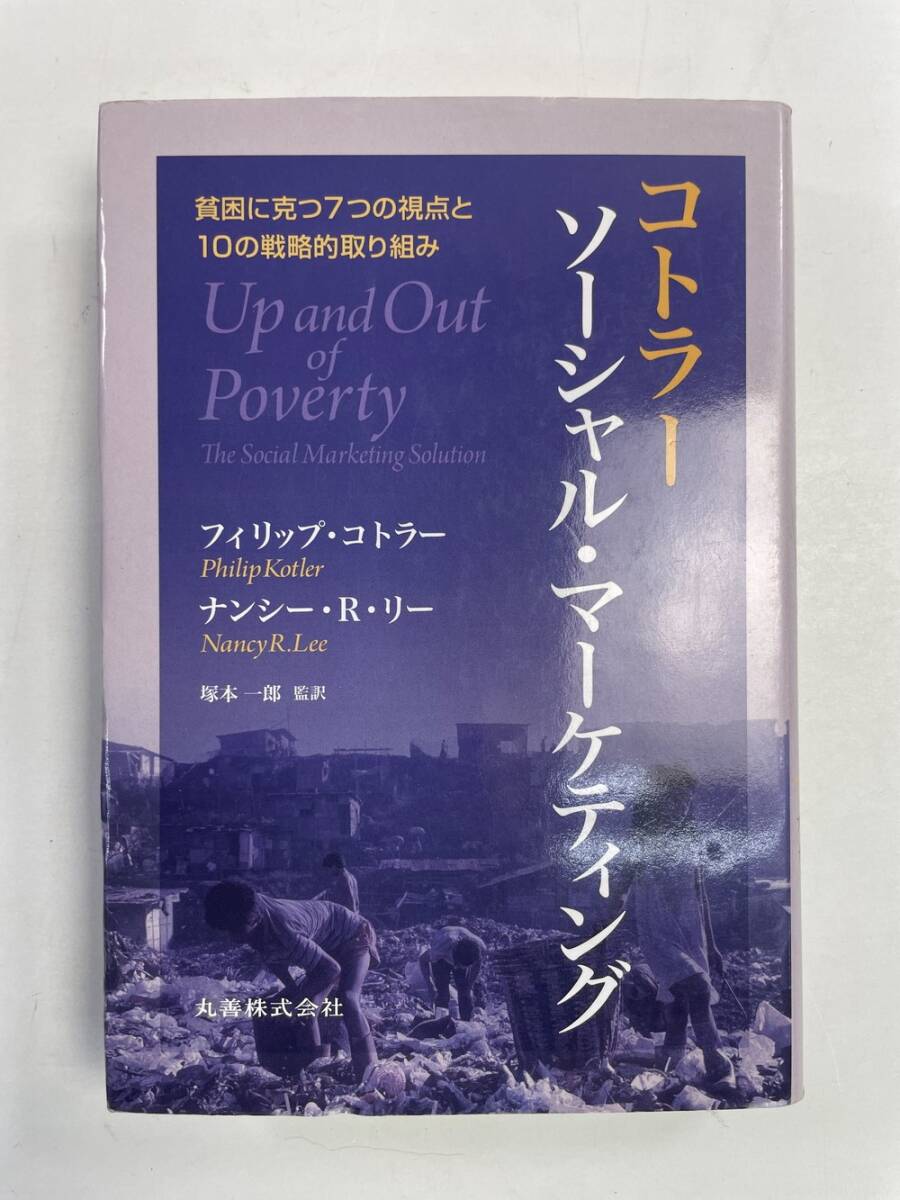 コトラー
ソーシャル・マーケティング
貧困に克つ7つの視点と
10の戦略的取り組み
Up and Out
of
Poverty
The Social Marketing Solution
フィリップ・コトラー
Philip Kotler
ナンシー・R・リー
Nancy R. Lee
塚本 一郎 監訳
丸善株式会社